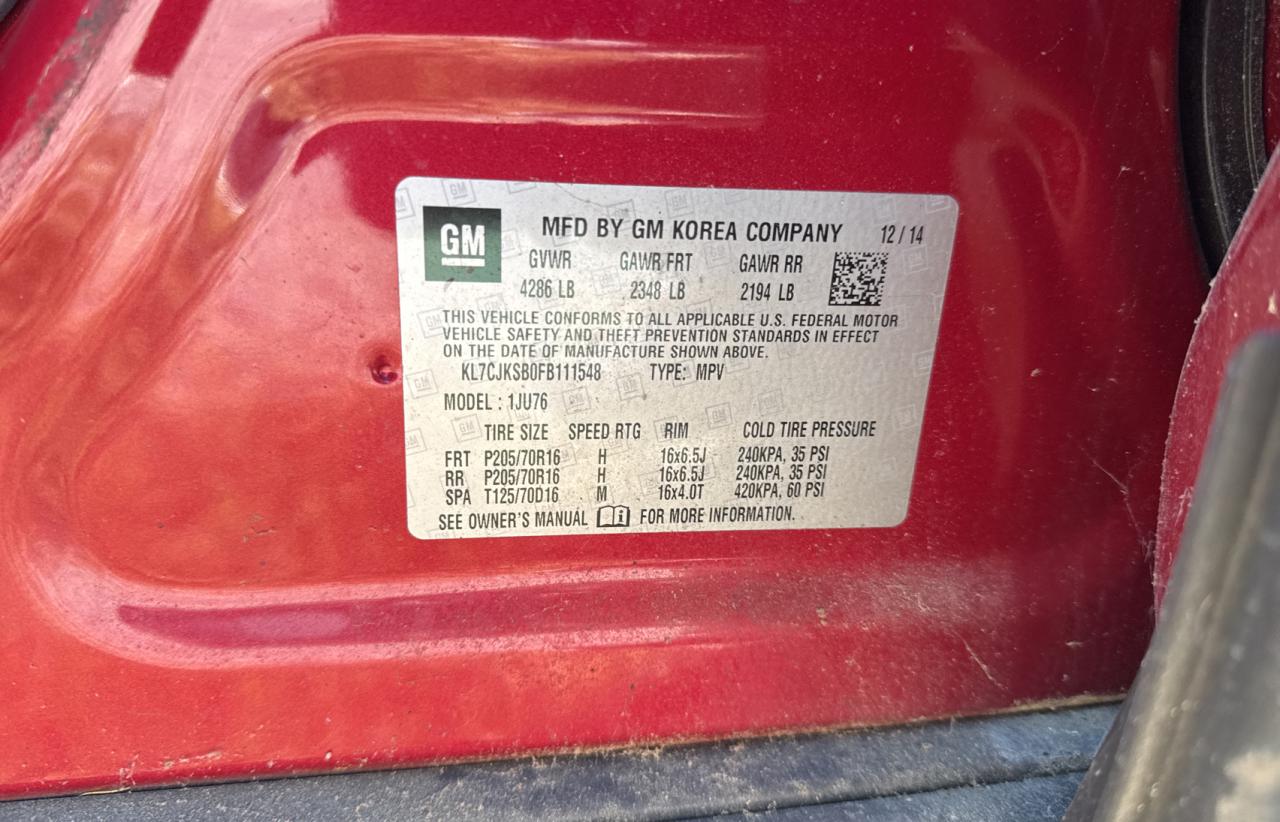 GM
MFD BY GM KOREA COMPANY 12 / 14
GVWR GAWR FRT GAWR RR
4286 LB 2348 LB 2194 LB
THIS VEHICLE CONFORMS TO ALL APPLICABLE U.S. FEDERAL MOTOR
VEHICLE SAFETY AND THEFT PREVENTION STANDARDS IN EFFECT
ON THE DATE OF MANUFACTURE SHOWN ABOVE.
KL7CJKSB0FB111548 TYPE: MPV
MODEL : 1JU76
TIRE SIZE SPEED RTG RIM COLD TIRE PRESSURE
FRT P205/70R16 H 16x6.5J 240KPA, 35 PSI
RR P205/70R16 H 16x6.5J 240KPA, 35 PSI
SPA T125/70D16 M 16x4.0T 420KPA, 60 PSI
SEE OWNER'S MANUAL i FOR MORE INFORMATION.